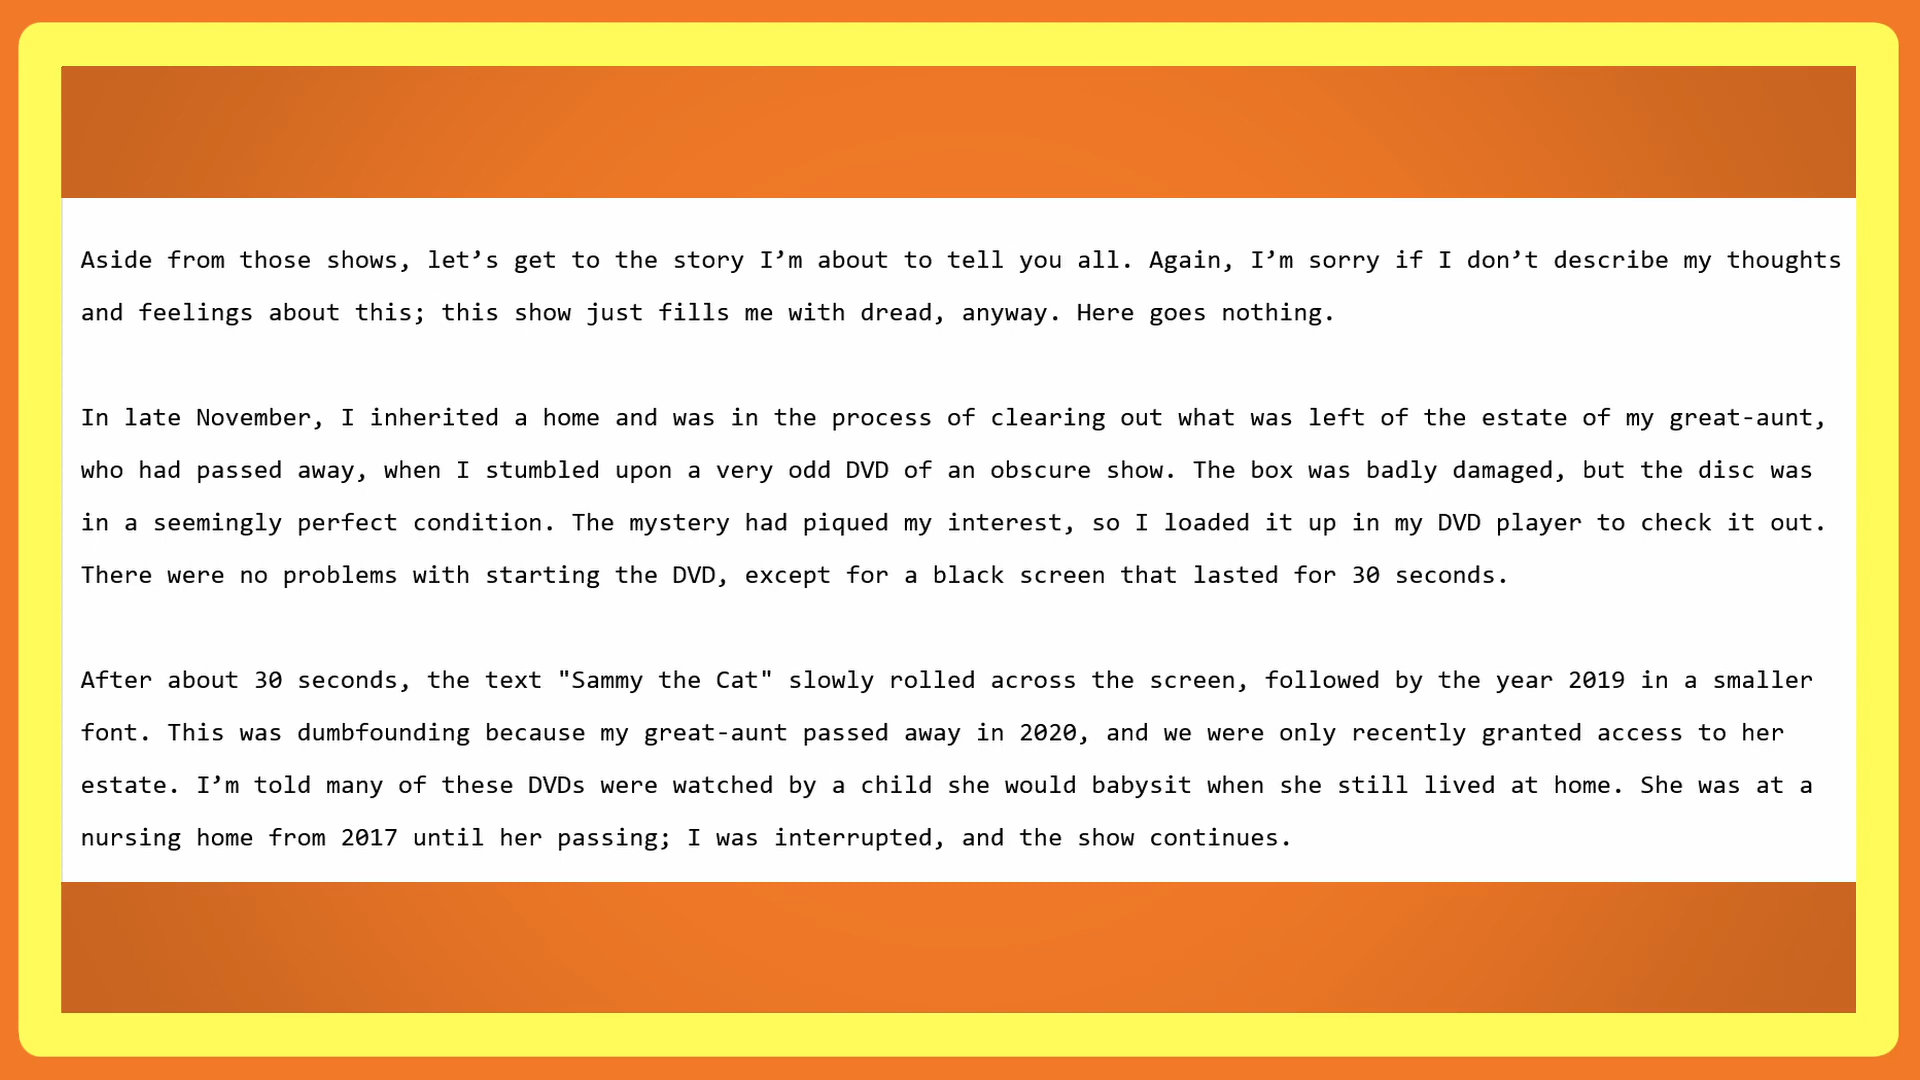 Aside from those shows, let’s get to the story I’m about to tell you all. Again, I’m sorry if I don’t describe my thoughts
and feelings about this; this show just fills me with dread, anyway. Here goes nothing.
In late November, I inherited a home and was in the process of clearing out what was left of the estate of my great-aunt,
who had passed away, when I stumbled upon a very odd DVD of an obscure show. The box was badly damaged, but the disc was
in a seemingly perfect condition. The mystery had piqued my interest, so I loaded it up in my DVD player to check it out.
There were no problems with starting the DVD, except for a black screen that lasted for 30 seconds.
After about 30 seconds, the text "Sammy the Cat" slowly rolled across the screen, followed by the year 2019 in a smaller
font. This was dumbfounding because my great-aunt passed away in 2020, and we were only recently granted access to her
estate. I’m told many of these DVDs were watched by a child she would babysit when she still lived at home. She was at a
nursing home from 2017 until her passing; I was interrupted, and the show continues.